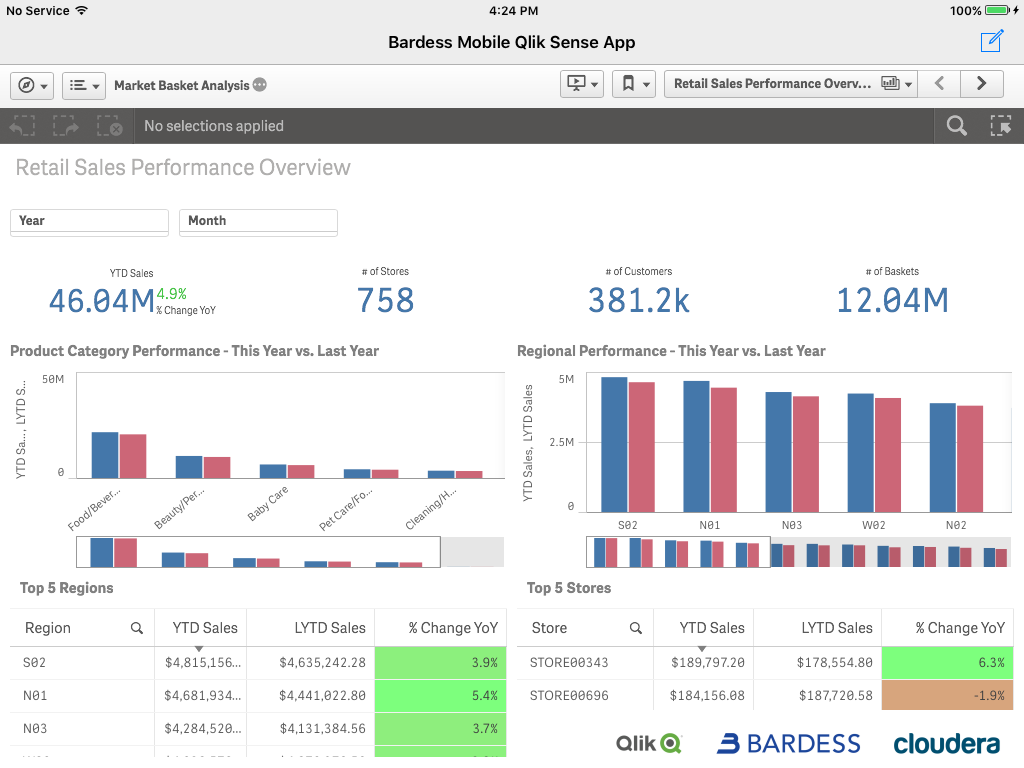 No Service 4:24 PM 100%
Bardess Mobile Qlik Sense App
Market Basket Analysis Retail Sales Performance Overv...
No selections applied
Retail Sales Performance Overview
Year Month
YTD Sales # of Stores # of Customers # of Baskets
46.04M 4.9% % Change YoY 758 381.2k 12.04M
Product Category Performance - This Year vs. Last Year
YTD Sa..., LYTD S...
50M
0
Food/Bever... Beauty/Per... Baby Care Pet Care/Fo... Cleaning/H...
Regional Performance - This Year vs. Last Year
YTD Sales, LYTD Sales
5M
2.5M
0
S02 N01 N03 W02 N02
Top 5 Regions
Region YTD Sales LYTD Sales % Change YoY
S02 $4,815,156... $4,635,242.28 3.9%
N01 $4,681,934... $4,441,022.80 5.4%
N03 $4,284,520... $4,131,384.56 3.7%
Top 5 Stores
Store YTD Sales LYTD Sales % Change YoY
STORE00343 $189,797.20 $178,554.80 6.3%
STORE00696 $184,156.08 $187,720.58 -1.9%
Qlik BARDESS cloudera